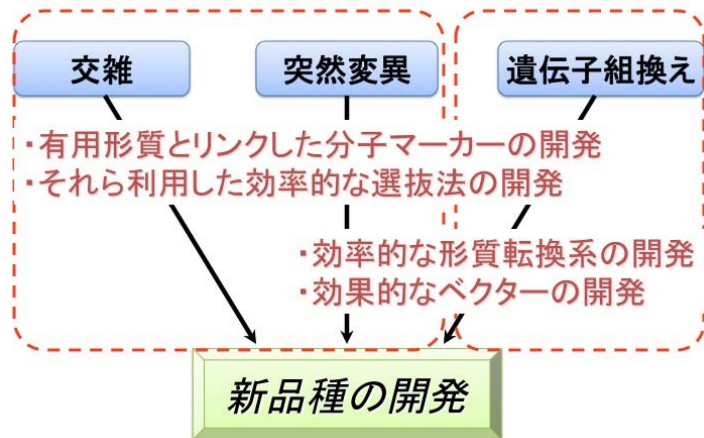 交雑
突然変異
遺伝子組換え
・有用形質とリンクした分子マーカーの開発
・それら利用した効率的な選抜法の開発
・効率的な形質転換系の開発
・効果的なベクターの開発
新品種の開発